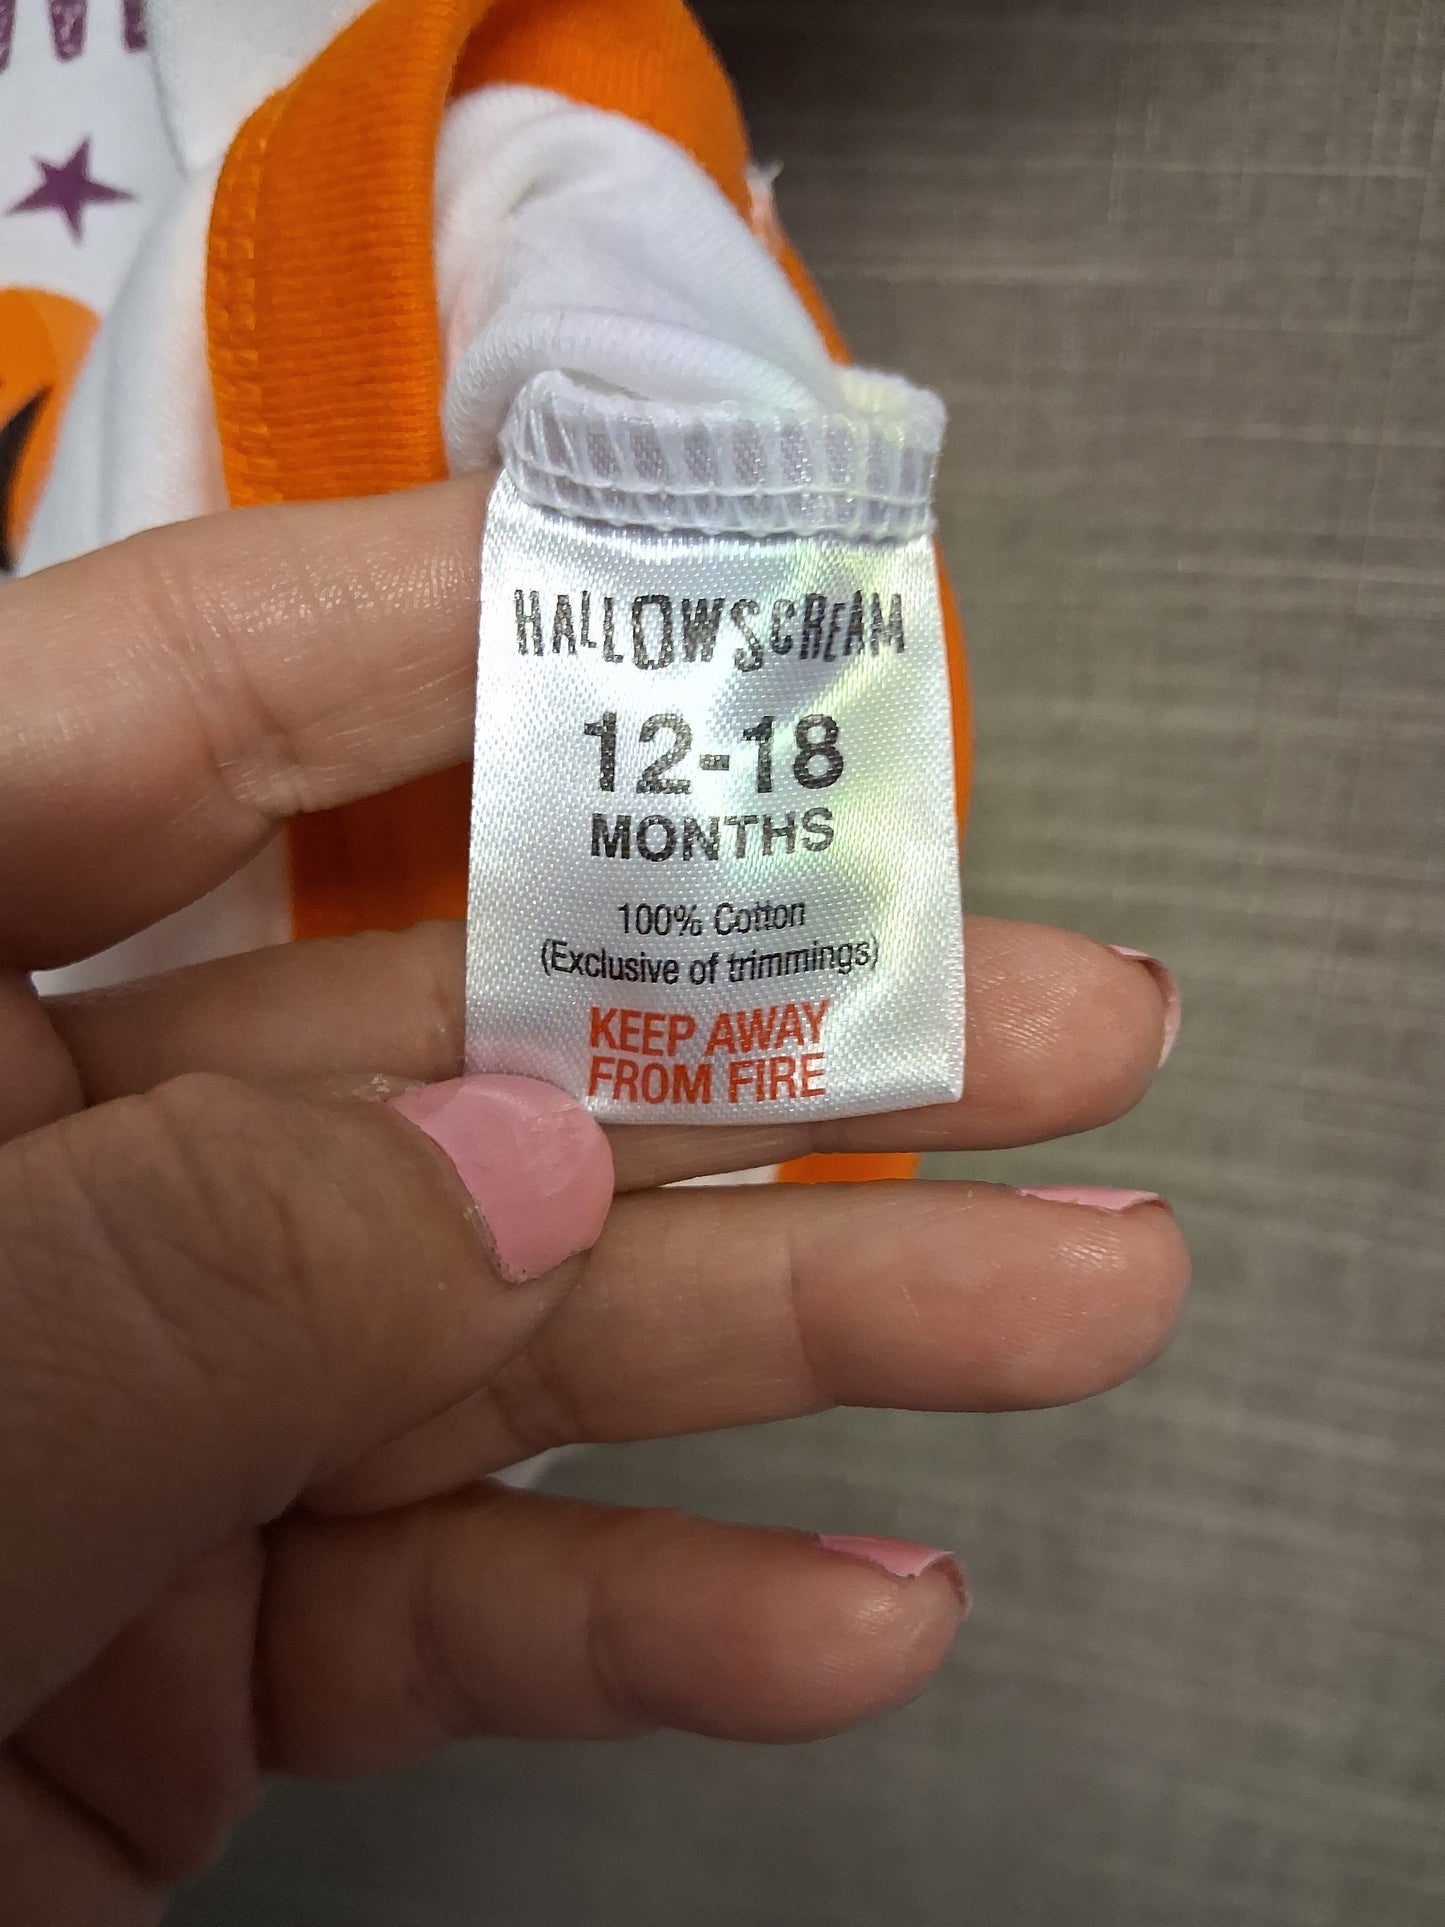 HALLOWSCREAM
12-18
MONTHS
100% Cotton
(Exclusive of trimmings)
KEEP AWAY
FROM FIRE